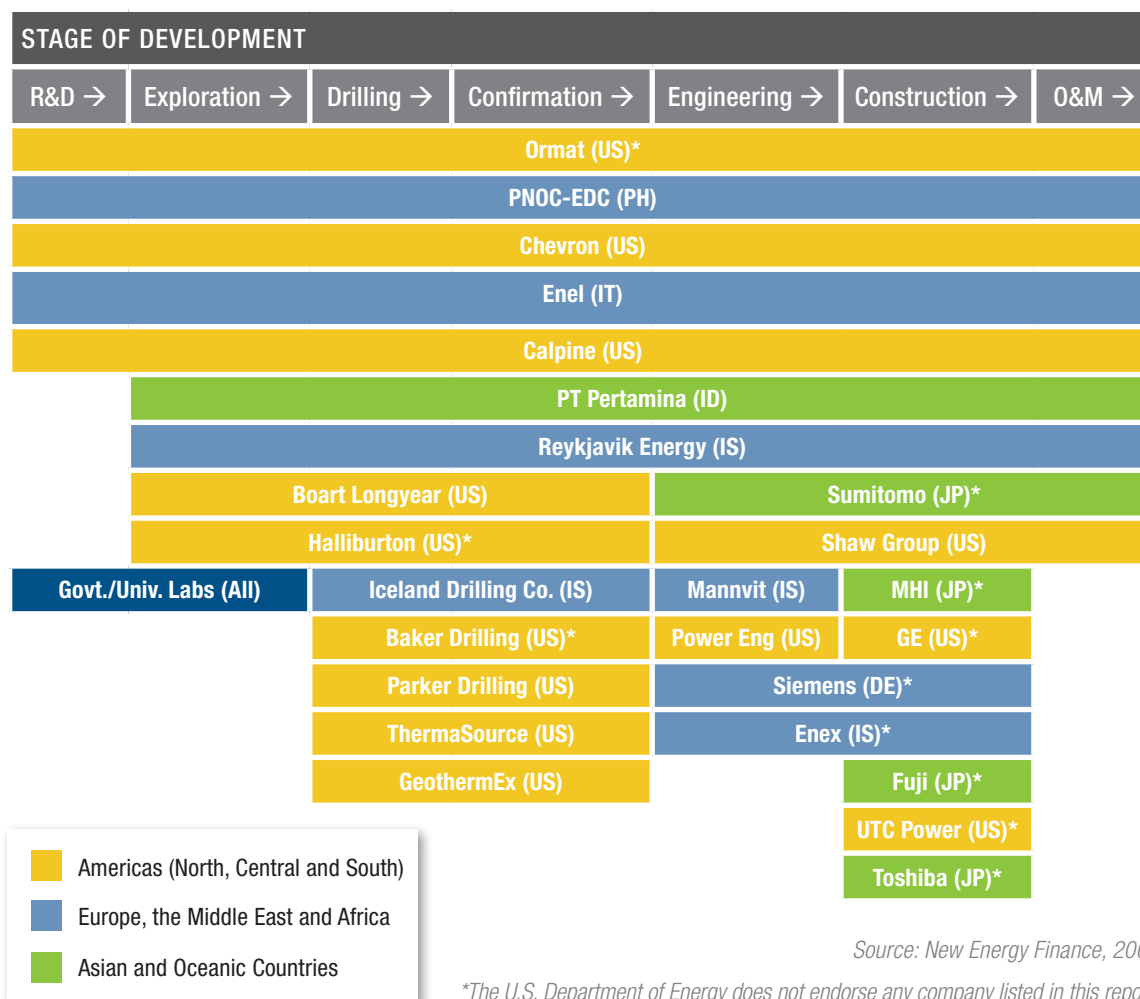 STAGE OF DEVELOPMENT
R&D → Exploration → Drilling → Confirmation → Engineering → Construction → O&M →
Ormat (US)*
PNOC-EDC (PH)
Chevron (US)
Enel (IT)
Calpine (US)
PT Pertamina (ID)
Reykjavik Energy (IS)
Boart Longyear (US) Sumitomo (JP)*
Halliburton (US)* Shaw Group (US)
Govt./Univ. Labs (All) Iceland Drilling Co. (IS) Mannvit (IS) MHI (JP)*
Baker Drilling (US)* Power Eng (US) GE (US)*
Parker Drilling (US) Siemens (DE)*
ThermaSource (US) Enex (IS)*
GeothermEx (US) Fuji (JP)*
UTC Power (US)*
Toshiba (JP)*
Americas (North, Central and South)
Europe, the Middle East and Africa
Asian and Oceanic Countries
Source: New Energy Finance,
*The U.S. Department of Energy does not endorse any company listed in this